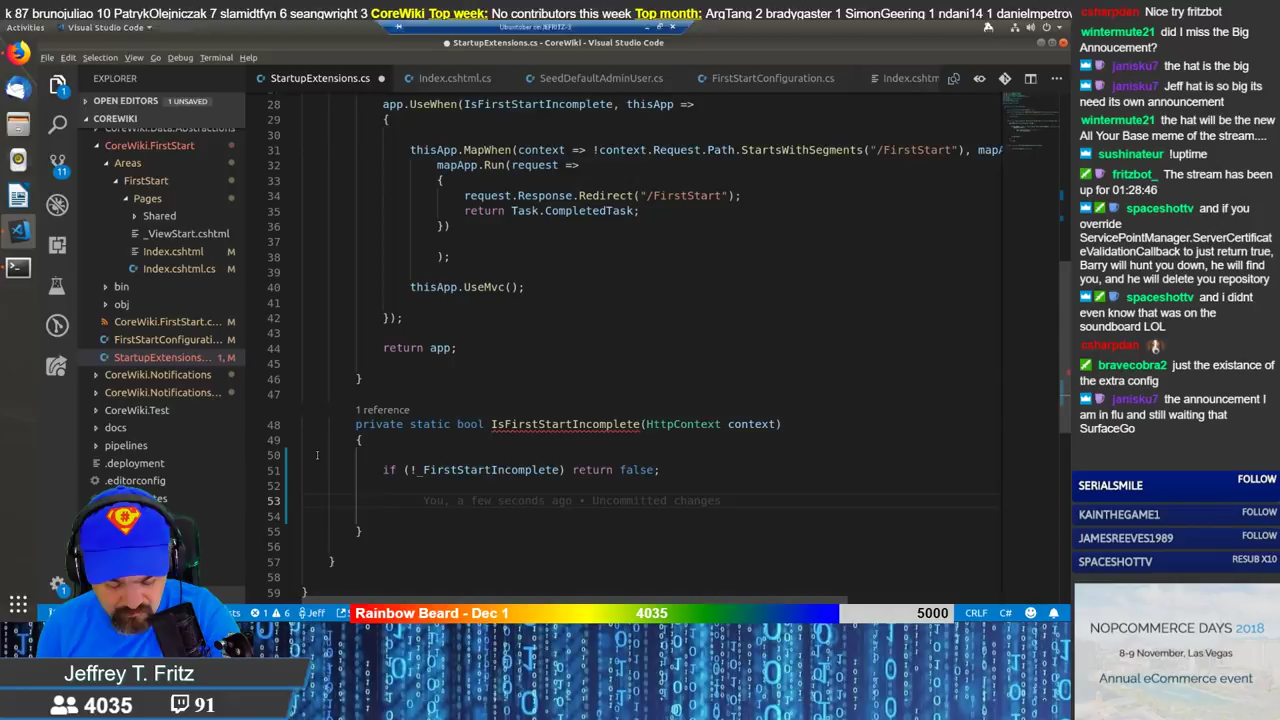 k 87 brunojuliao 10 PatrykOlejniczak 7 slamidtfyn 6 seangwright 3 CoreWiki Top week: No contributors this week Top month: ArgTang 2 bradygaster 1 SimonGeering 1 ndani14 1 danielmpetrov
Activities
Visual Studio Code
StartupExtensions.cs - CoreWiki - Visual Studio Code
File Edit Selection View Go Debug Terminal Help
EXPLORER
StartupExtensions.cs
Index.cshtml.cs
SeedDefaultAdminUser.cs
FirstStartConfiguration.cs
Index.cshtm
OPEN EDITORS 1 UNSAVED
COREWIKI
CoreWiki.Data.Abstractions
CoreWiki.FirstStart
Areas
FirstStart
Pages
Shared
_ViewStart.cshtml
Index.cshtml M
Index.cshtml.cs M
bin
obj
CoreWiki.FirstStart.c... M
FirstStartConfigurati... M
StartupExtensions... 1, M
CoreWiki.Notifications
CoreWiki.Notifications...
CoreWiki.Test
docs
pipelines
.deployment
.editorconfig
28 app.UseWhen(IsFirstStartIncomplete, thisApp =>
29 {
30
31 thisApp.MapWhen(context => !context.Request.Path.StartsWithSegments("/FirstStart"), mapA
32 mapApp.Run(request =>
33 {
34 request.Response.Redirect("/FirstStart");
35 return Task.CompletedTask;
36 })
37
38 );
39
40 thisApp.UseMvc();
41
42 });
43
44 return app;
45
46 }
47
1 reference
48 private static bool IsFirstStartIncomplete(HttpContext context)
49 {
50
51 if (!_FirstStartIncomplete) return false;
52
53 You, a few seconds ago • Uncommitted changes
54
55 }
56
57 }
58
59 }
1 6 Jeff
CRLF C#
Rainbow Beard - Dec 1 4035 5000
Jeffrey T. Fritz
4035 91
csharpdan Nice try fritzbot
wintermute21 did I miss the Big
Annoucement?
janisku7 the hat is the big
janisku7 Jeff hat is so big its
need its own announcement
wintermute21 the hat will be the new
All Your Base meme of the stream....
sushinateur !uptime
fritzbot_ The stream has been
up for 01:28:46
spaceshottv and if you
override
ServicePointManager.ServerCertific
ateValidationCallback to just return true,
Barry will hunt you down, he will find
you, and he will delete you repository
spaceshottv and i didnt
even know that was on the
soundboard LOL
csharpdan
bravecobra2 just the existance of
the extra config
janisku7 the announcement I
am in flu and still waiting that
SurfaceGo
SERIALSMILE FOLLOW
KAINTHEGAME1 FOLLOW
JAMESREEVES1989 FOLLOW
SPACESHOTTV RESUB X10
NOPCOMMERCE DAYS 2018
8-9 November, Las Vegas
Annual eCommerce event